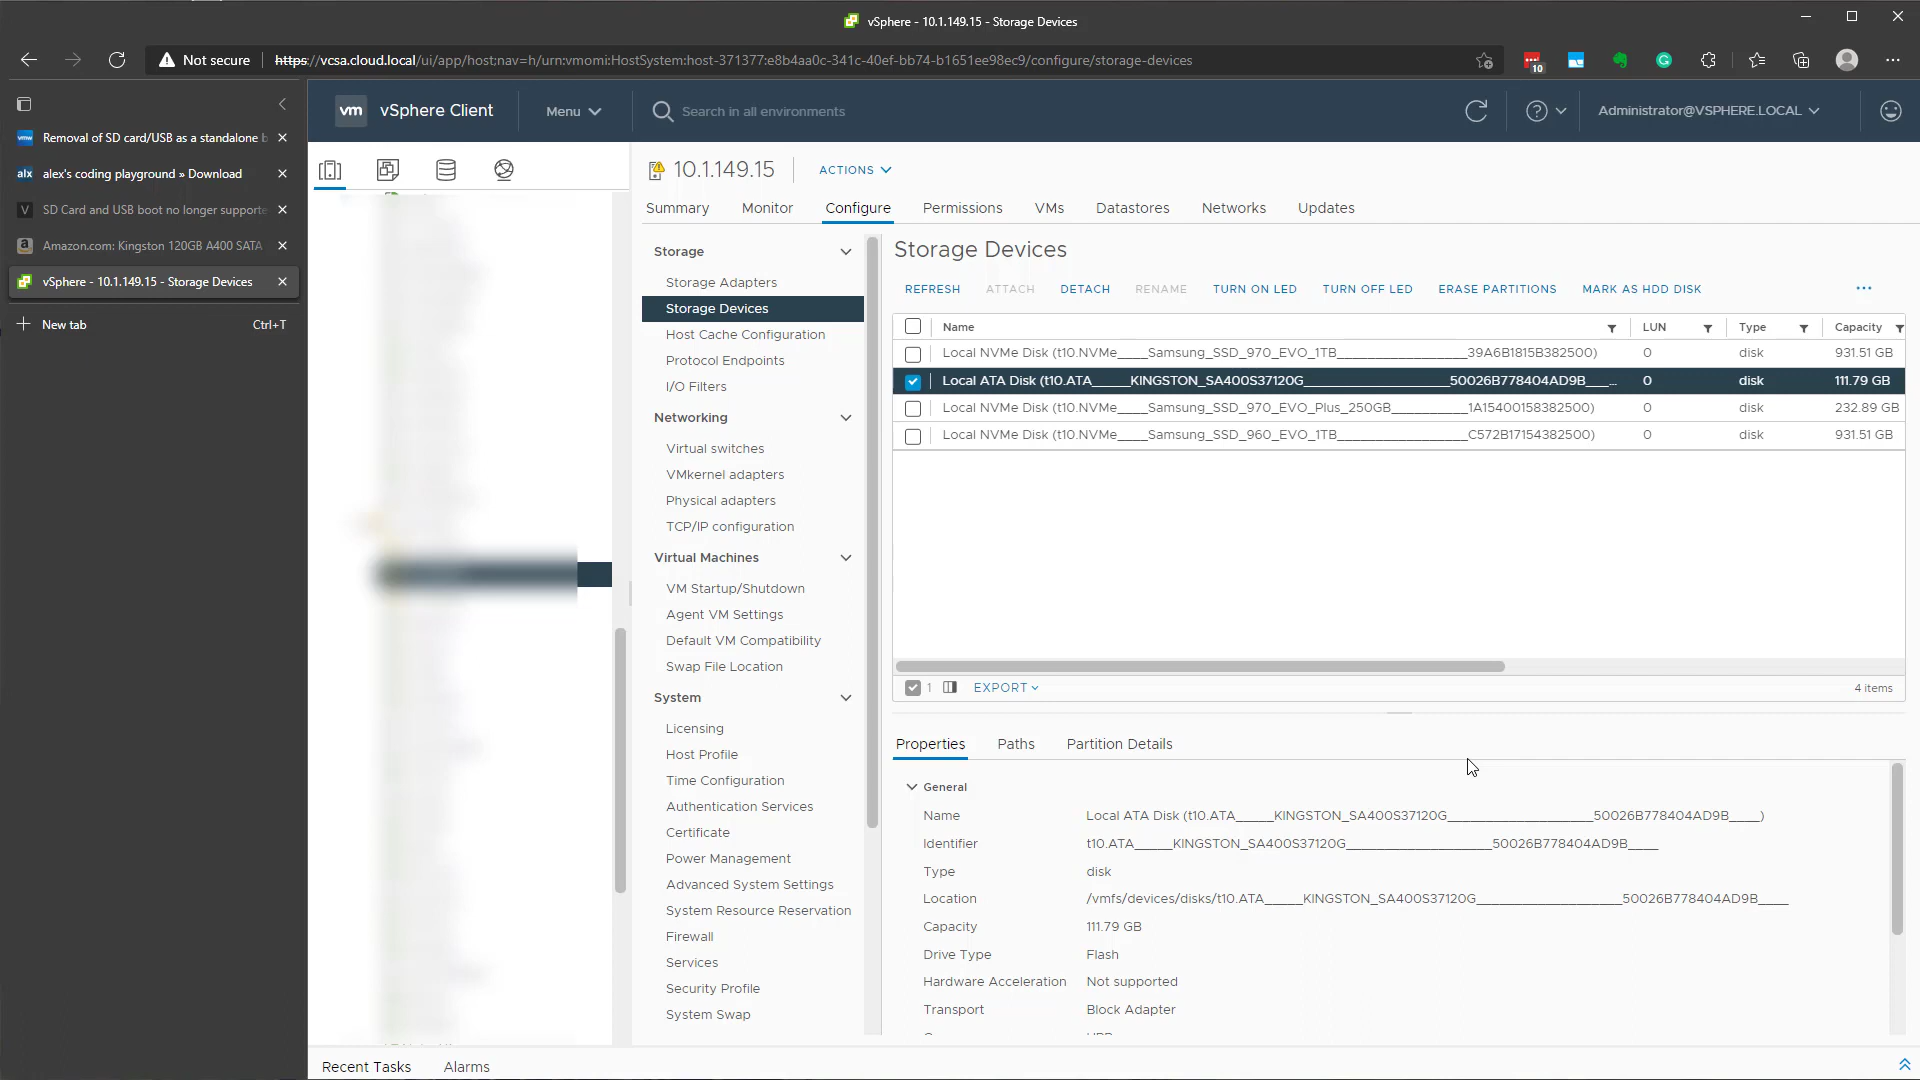 vSphere - 10.1.149.15 - Storage Devices
Not secure
https://vcsa.cloud.local/ui/app/host;nav=h/urn:vmomi:HostSystem:host-371377:e8b4aa0c-341c-40ef-bb74-b1651ee98ec9/configure/storage-devices
10
Removal of SD card/USB as a standalone b
alx alex's coding playground » Download
V SD Card and USB boot no longer supporte
Amazon.com: Kingston 120GB A400 SATA
vSphere - 10.1.149.15 - Storage Devices
New tab Ctrl+T
vm vSphere Client Menu Search in all environments Administrator@VSPHERE.LOCAL
10.1.149.15 ACTIONS
Summary Monitor Configure Permissions VMs Datastores Networks Updates
Storage
Storage Adapters
Storage Devices
Host Cache Configuration
Protocol Endpoints
I/O Filters
Networking
Virtual switches
VMkernel adapters
Physical adapters
TCP/IP configuration
Virtual Machines
VM Startup/Shutdown
Agent VM Settings
Default VM Compatibility
Swap File Location
System
Licensing
Host Profile
Time Configuration
Authentication Services
Certificate
Power Management
Advanced System Settings
System Resource Reservation
Firewall
Services
Security Profile
System Swap
Storage Devices
REFRESH ATTACH DETACH RENAME TURN ON LED TURN OFF LED ERASE PARTITIONS MARK AS HDD DISK ...
Name LUN Type Capacity
Local NVMe Disk (t10.NVMe____Samsung_SSD_970_EVO_1TB_________________39A6B1815B382500) 0 disk 931.51 GB
Local ATA Disk (t10.ATA_____KINGSTON_SA400S37120G___________________50026B778404AD9B____... 0 disk 111.79 GB
Local NVMe Disk (t10.NVMe____Samsung_SSD_970_EVO_Plus_250GB__________1A15400158382500) 0 disk 232.89 GB
Local NVMe Disk (t10.NVMe____Samsung_SSD_960_EVO_1TB_________________C572B17154382500) 0 disk 931.51 GB
1 EXPORT 4 items
Properties Paths Partition Details
General
Name Local ATA Disk (t10.ATA_____KINGSTON_SA400S37120G___________________50026B778404AD9B____)
Identifier t10.ATA_____KINGSTON_SA400S37120G___________________50026B778404AD9B____
Type disk
Location /vmfs/devices/disks/t10.ATA_____KINGSTON_SA400S37120G___________________50026B778404AD9B____
Capacity 111.79 GB
Drive Type Flash
Hardware Acceleration Not supported
Transport Block Adapter
Recent Tasks Alarms